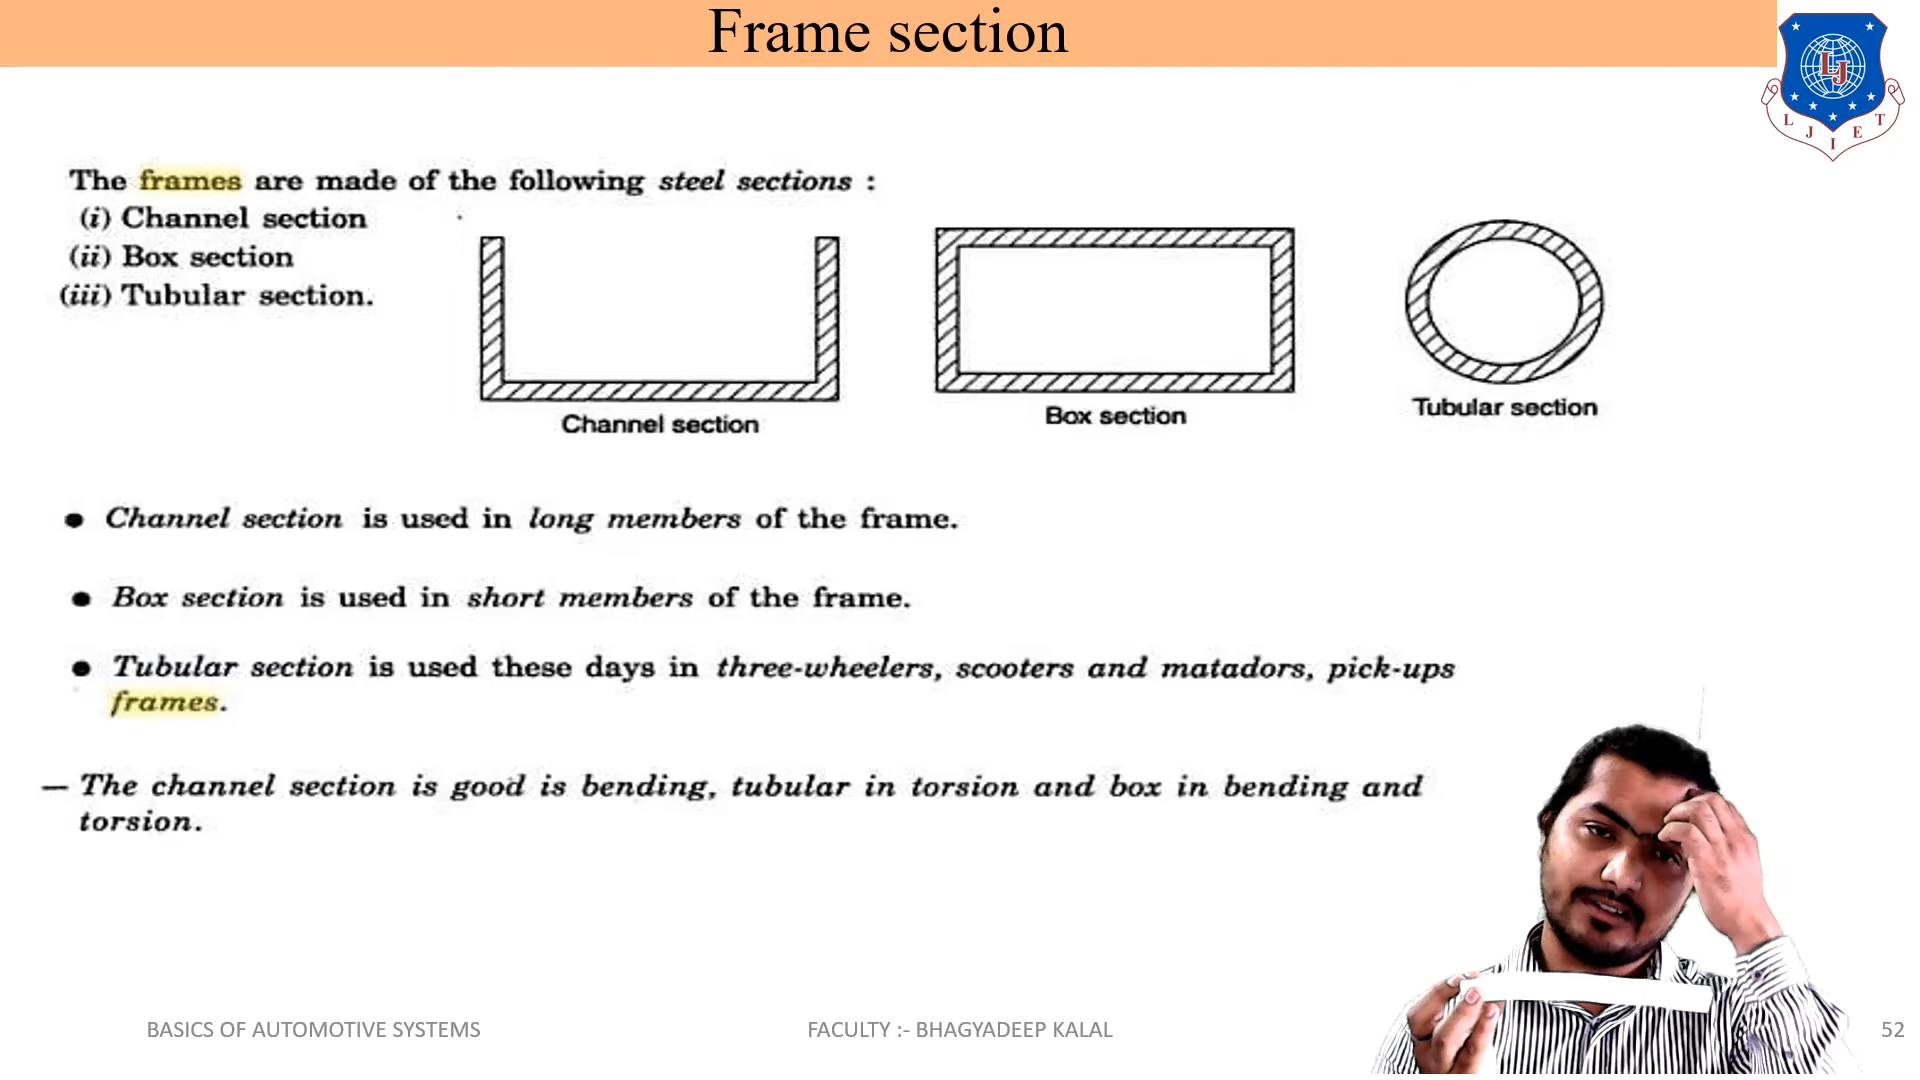 Frame section
LJ
L J I E T
The frames are made of the following steel sections :
(i) Channel section
(ii) Box section
(iii) Tubular section.
Channel section
Box section
Tubular section
• Channel section is used in long members of the frame.
• Box section is used in short members of the frame.
• Tubular section is used these days in three-wheelers, scooters and matadors, pick-ups
frames.
— The channel section is good is bending, tubular in torsion and box in bending and
torsion.
BASICS OF AUTOMOTIVE SYSTEMS
FACULTY :- BHAGYADEEP KALAL
52